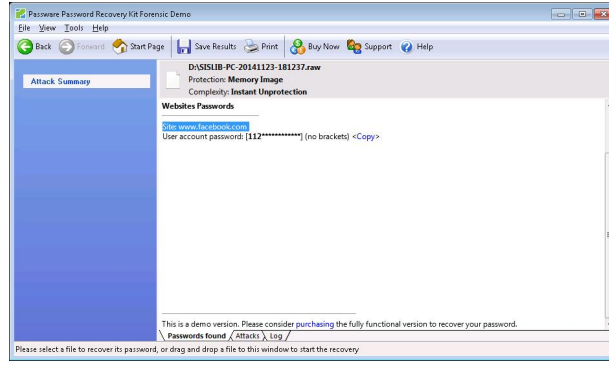 Passware Password Recovery Kit Forensic Demo
File View Tools Help
Back Forward Start Page Save Results Print Buy Now Support Help
Attack Summary
D:\SISLIB-PC-20141123-181237.raw
Protection: Memory Image
Complexity: Instant Unprotection
Websites Passwords
Site: www.facebook.com
User account password: [112************] (no brackets) <Copy>
This is a demo version. Please consider purchasing the fully functional version to recover your password.
Passwords found Attacks Log
Please select a file to recover its password, or drag and drop a file to this window to start the recovery